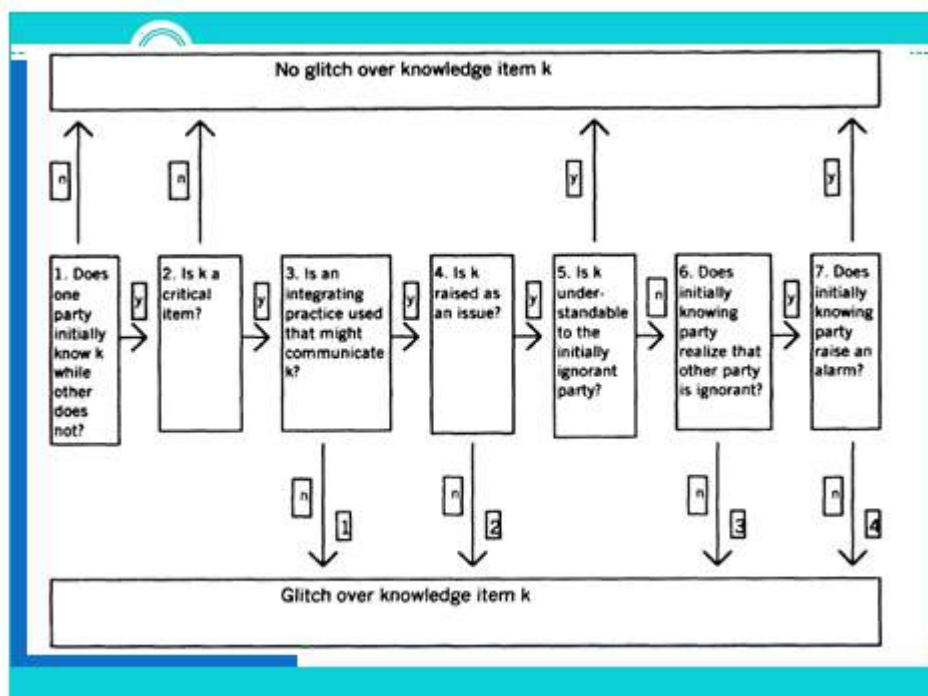 No glitch over knowledge item k
n
n
y
y
1. Does
one
party
initially
know k
while
other
does
not?
y
2. Is k a
critical
item?
y
3. Is an
integrating
practice used
that might
communicate
k?
y
4. Is k
raised as
an issue?
y
5. Is k
under-
standable
to the
initially
ignorant
party?
n
6. Does
initially
knowing
party
realize that
other party
is ignorant?
y
7. Does
initially
knowing
party
raise an
alarm?
n
1
n
2
n
3
n
4
Glitch over knowledge item k